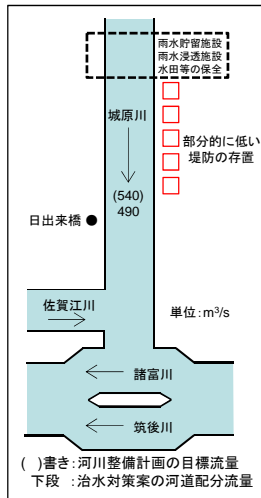 雨水貯留施設
雨水浸透施設
水田等の保全
城原川
部分的に低い
堤防の存置
(540)
490
日出来橋
佐賀江川
単位:m³/s
諸富川
筑後川
( )書き:河川整備計画の目標流量
下段 :治水対策案の河道配分流量